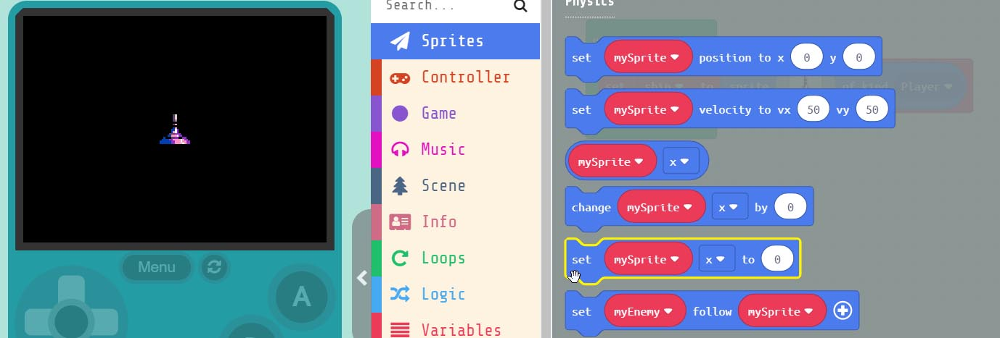 Menu
A
Search...
Sprites
Controller
Game
Music
Scene
Info
Loops
Logic
Variables
Physics
set mySprite position to x 0 y 0
set ship to sprite of kind Player
set mySprite velocity to vx 50 vy 50
mySprite x
change mySprite x by 0
set mySprite x to 0
set myEnemy follow mySprite